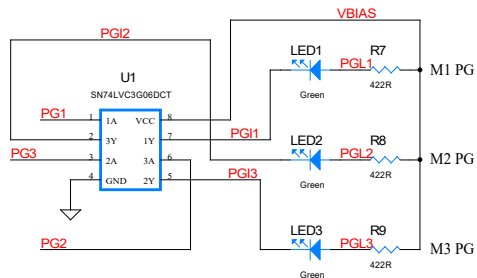 VBIAS
PGI2
LED1
PGL1
R7
M1 PG
U1
SN74LVC3G06DCT
Green
422R
PG1
1
1A
VCC
8
2
3Y
1Y
7
PGI1
LED2
PGL2
R8
M2 PG
PG3
3
2A
3A
6
Green
422R
4
GND
2Y
5
PGI3
LED3
R9
PG2
PGL3
M3 PG
Green
422R